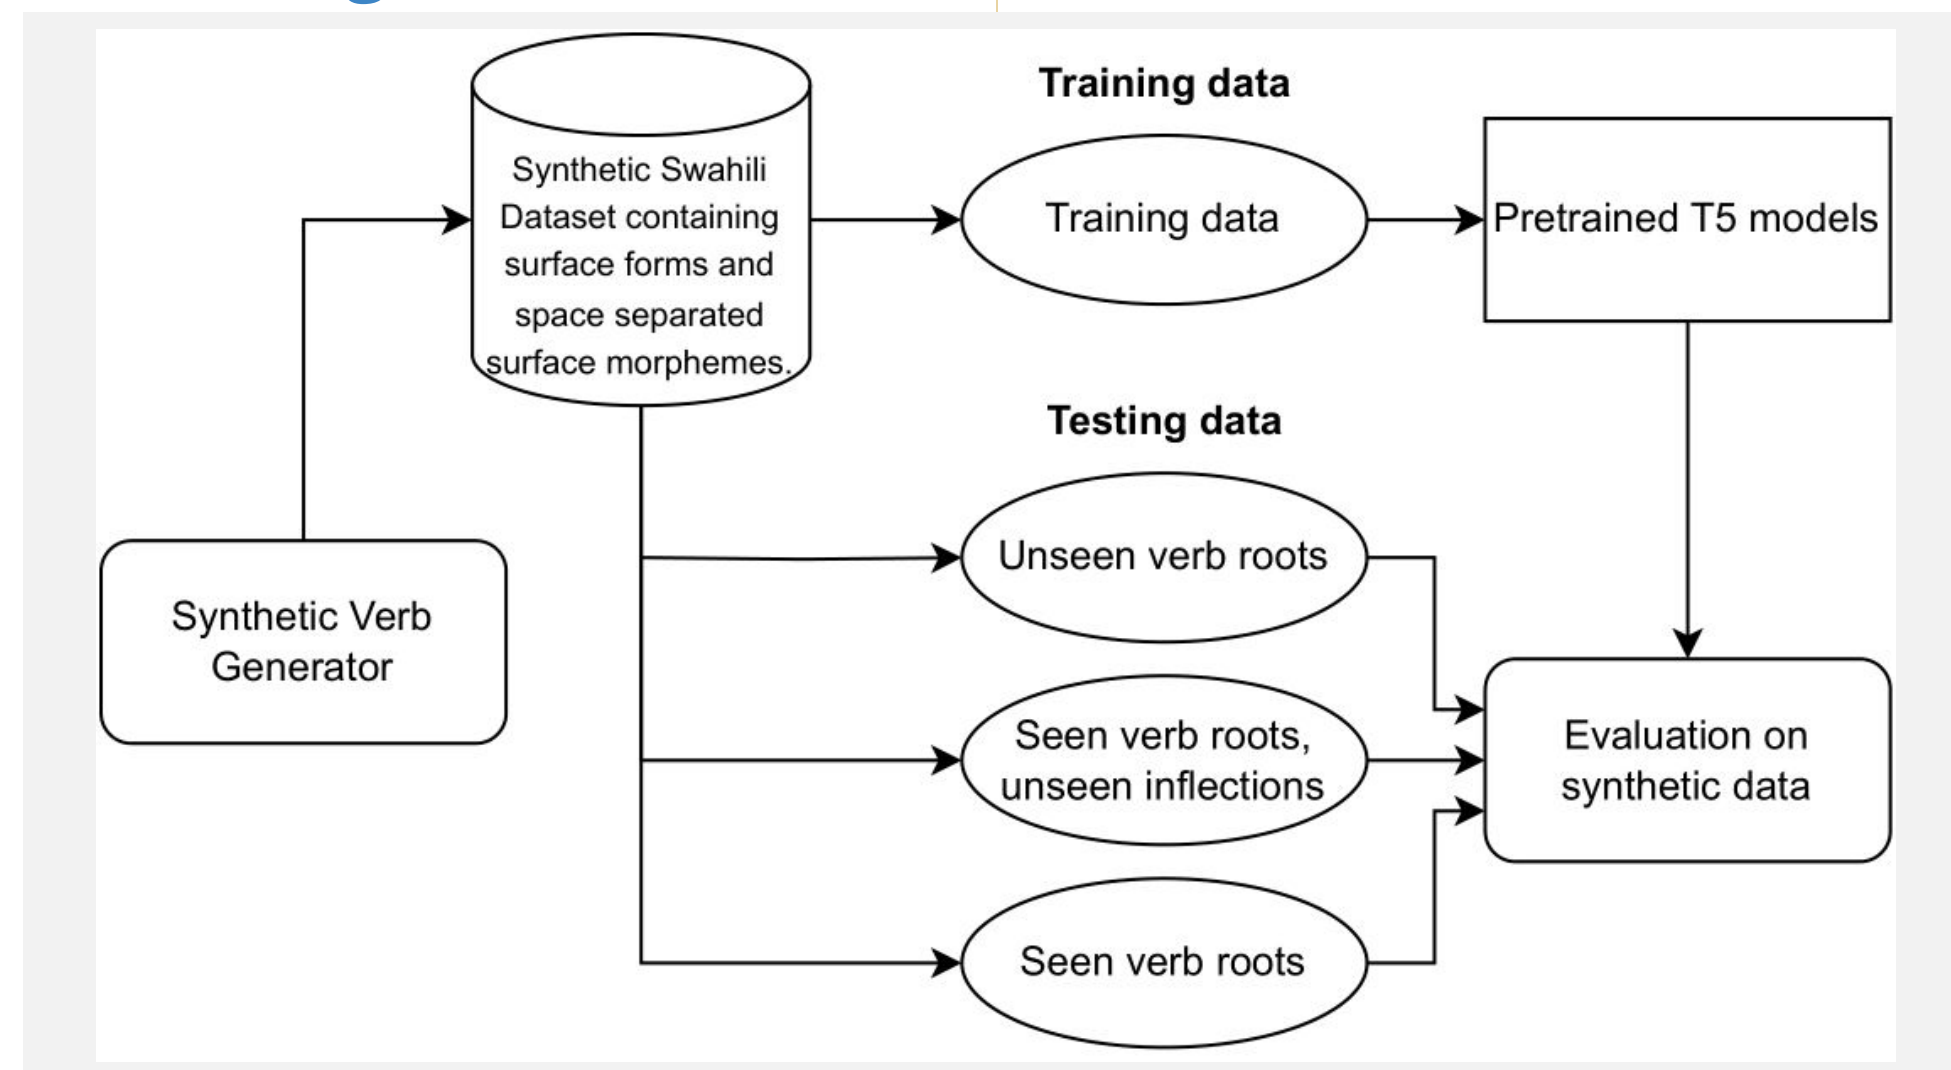 Synthetic Swahili
Dataset containing
surface forms and
space separated
surface morphemes.
Training data
Training data
Pretrained T5 models
Testing data
Unseen verb roots
Synthetic Verb
Generator
Seen verb roots,
unseen inflections
Evaluation on
synthetic data
Seen verb roots